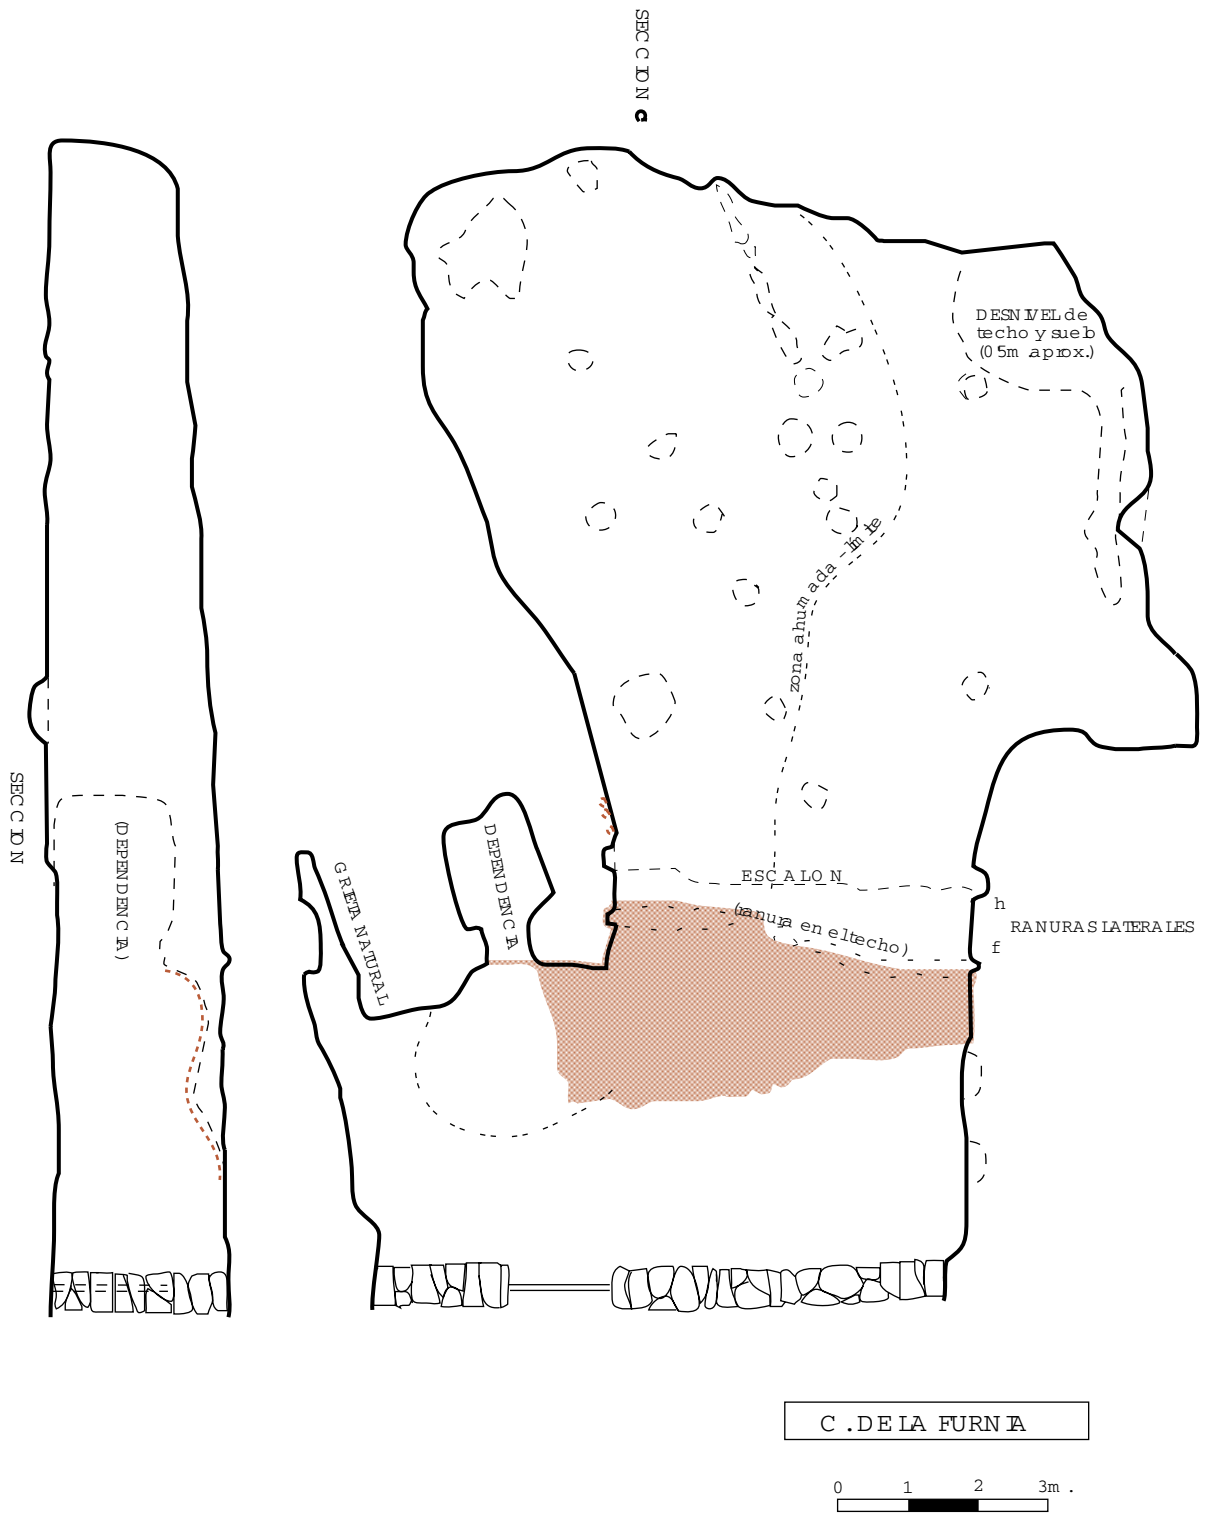 SECCION c
DESNIVEL de
techo y suelo
(0'5m. aprox.)
zona ahumada - límite
SECCION
(DEPENDENCIA)
GRIETA NATURAL
DEPENDENCIA
ESCALON
(ranura en el techo)
h
RANURAS LATERALES
f
C. DE LA FURNIA
0 1 2 3m.